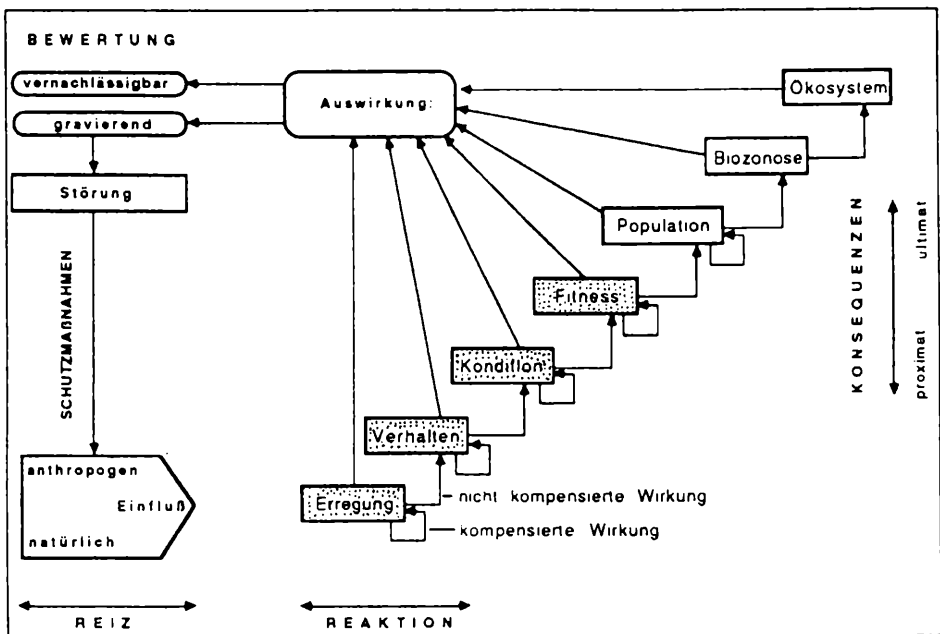 BEWERTUNG
vernachlässigbar
gravierend
Störung
SCHUTZMAßNAHMEN
anthropogen
Einfluß
natürlich
REIZ
Auswirkung:
Ökosystem
Biozonose
Population
Fitness
Kondition
Verhalten
Erregung
nicht kompensierte Wirkung
kompensierte Wirkung
REAKTION
KONSEQUENZEN
proximat ultimat